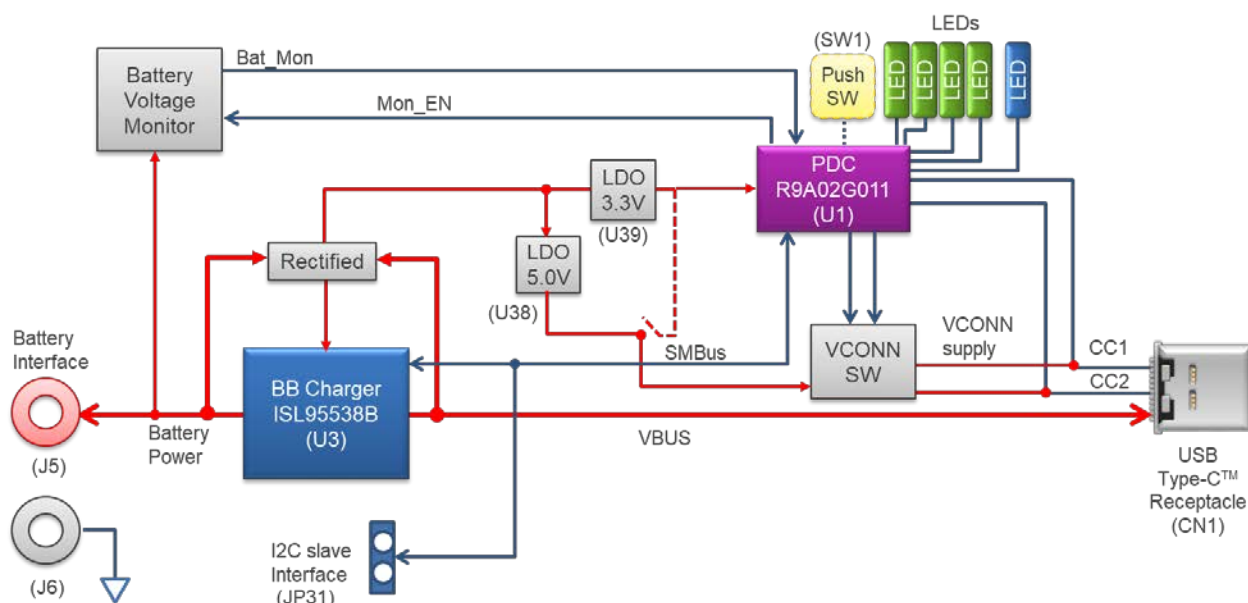 LEDs
(SW1)
Push
SW
LED
LED
LED
LED
LED
Battery
Voltage
Monitor
Bat_Mon
Mon_EN
PDC
R9A02G011
(U1)
LDO
3.3V
(U39)
LDO
5.0V
(U38)
Rectified
Battery
Interface
(J5)
Battery
Power
BB Charger
ISL95538B
(U3)
SMBus
VCONN
SW
VCONN
supply
CC1
CC2
VBUS
USB
Type-C™
Receptacle
(CN1)
(J6)
I2C slave
Interface
(JP31)